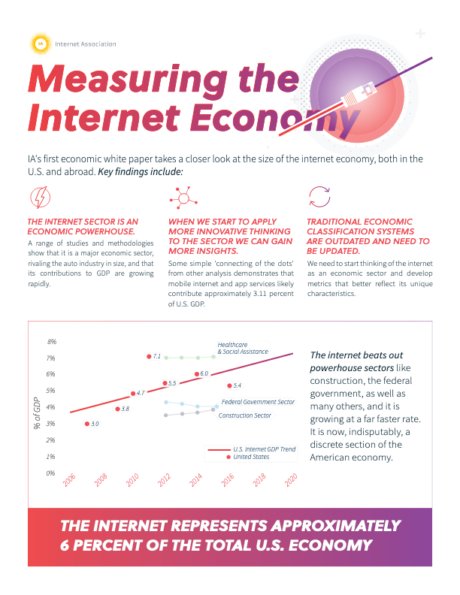 Internet Association
Measuring the
Internet Economy
IA's first economic white paper takes a closer look at the size of the internet economy, both in the
U.S. and abroad. Key findings include:
THE INTERNET SECTOR IS AN
ECONOMIC POWERHOUSE.
A range of studies and methodologies
show that it is a major economic sector,
rivaling the auto industry in size, and that
its contributions to GDP are growing
rapidly.
WHEN WE START TO APPLY
MORE INNOVATIVE THINKING
TO THE SECTOR WE CAN GAIN
MORE INSIGHTS.
Some simple 'connecting of the dots'
from other analysis demonstrates that
mobile internet and app services likely
contribute approximately 3.11 percent
of U.S. GDP.
TRADITIONAL ECONOMIC
CLASSIFICATION SYSTEMS
ARE OUTDATED AND NEED TO
BE UPDATED.
We need to start thinking of the internet
as an economic sector and develop
metrics that better reflect its unique
characteristics.
% of GDP
8%
7%
6%
5%
4%
3%
2%
1%
0%
2006
2008
2010
2012
2014
2016
2018
2020
3.0
3.8
4.7
7.1
5.5
6.0
5.4
Healthcare
& Social Assistance
Federal Government Sector
Construction Sector
U.S. Internet GDP Trend
United States
The internet beats out
powerhouse sectors like
construction, the federal
government, as well as
many others, and it is
growing at a far faster rate.
It is now, indisputably, a
discrete section of the
American economy.
THE INTERNET REPRESENTS APPROXIMATELY
6 PERCENT OF THE TOTAL U.S. ECONOMY